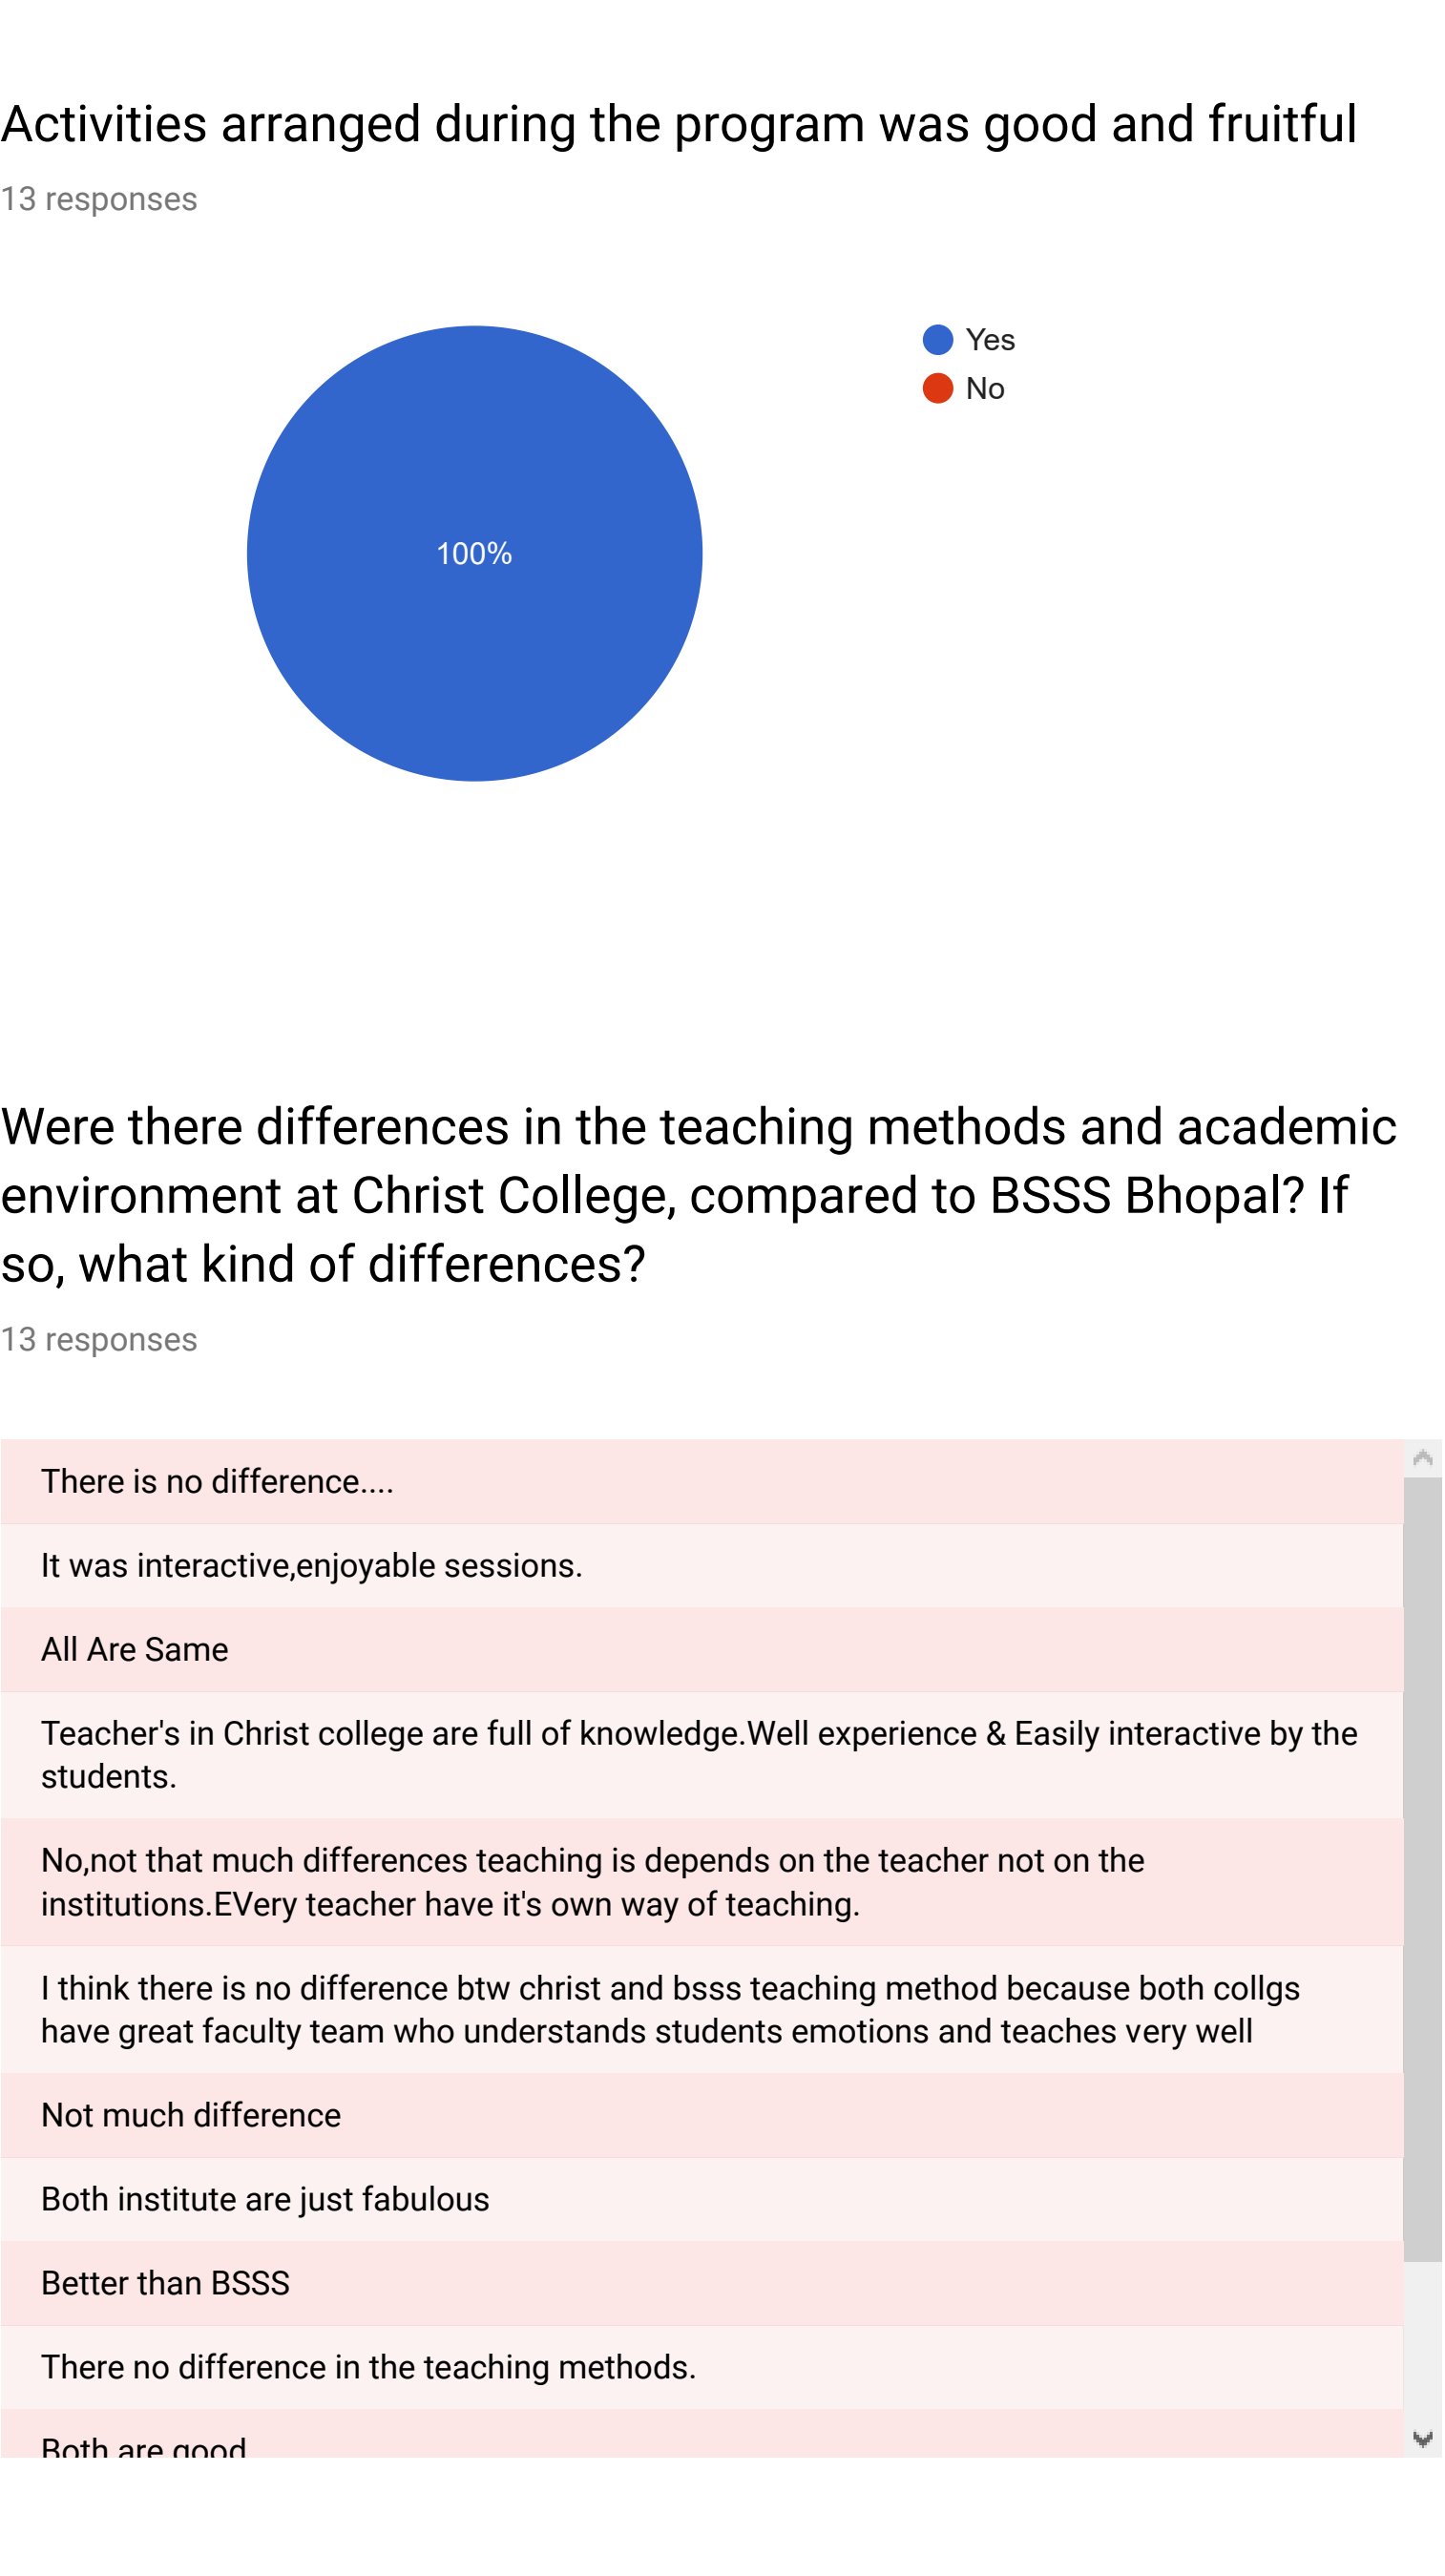 Activities arranged during the program was good and fruitful
13 responses
Yes
No
100%
Were there differences in the teaching methods and academic
environment at Christ College, compared to BSSS Bhopal? If
so, what kind of differences?
13 responses
There is no difference....
It was interactive,enjoyable sessions.
All Are Same
Teacher's in Christ college are full of knowledge.Well experience & Easily interactive by the
students.
No,not that much differences teaching is depends on the teacher not on the
institutions.EVery teacher have it's own way of teaching.
I think there is no difference btw christ and bsss teaching method because both collgs
have great faculty team who understands students emotions and teaches very well
Not much difference
Both institute are just fabulous
Better than BSSS
There no difference in the teaching methods.
Both are good